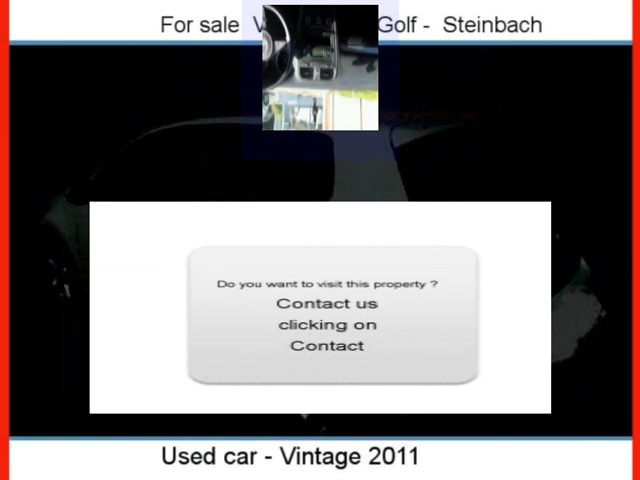 For sale V Golf - Steinbach
Do you want to visit this property ?
Contact us
clicking on
Contact
Used car - Vintage 2011